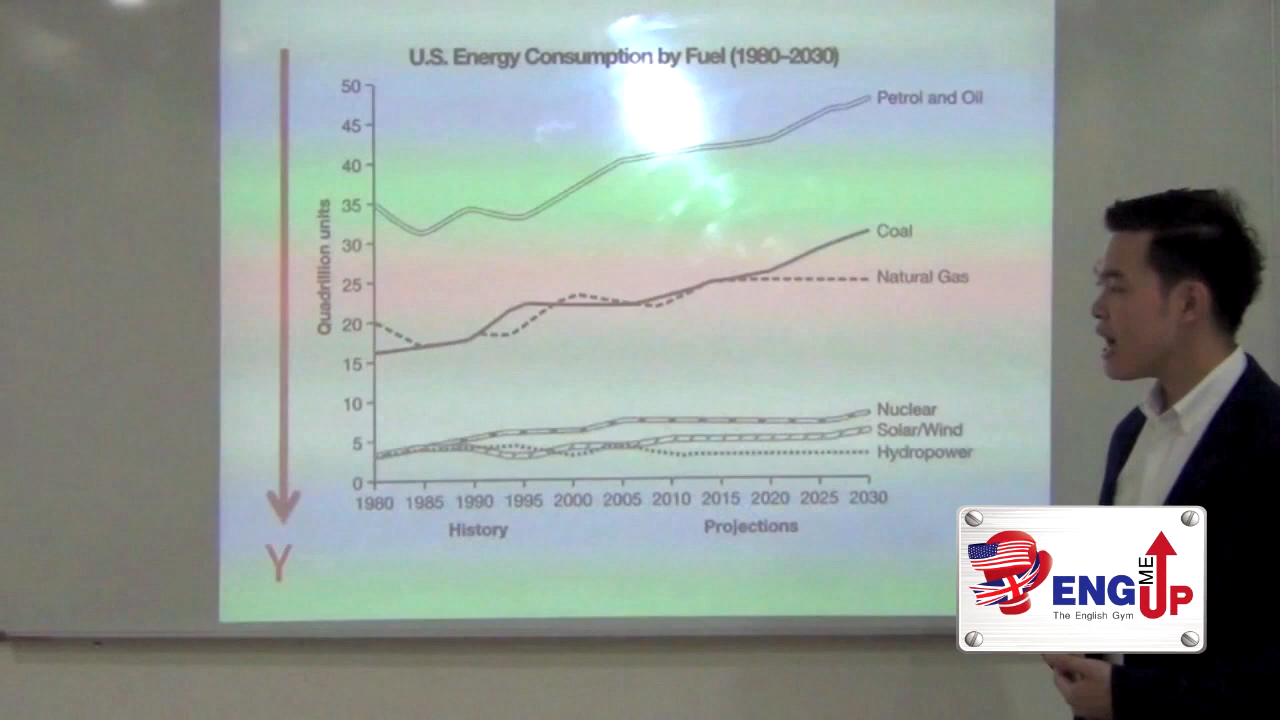 U.S. Energy Consumption by Fuel (1980–2030)
50
45
40
35
30
25
20
15
10
5
0
Quadrillion units
Petrol and Oil
Coal
Natural Gas
Nuclear
Solar/Wind
Hydropower
1980 1985 1990 1995 2000 2005 2010 2015 2020 2025 2030
History Projections
Y
ENG ME UP
The English Gym